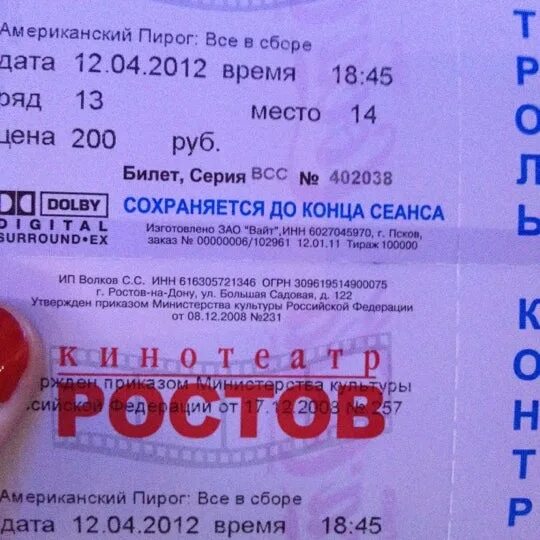 Американский Пирог: Все в сборе
дата 12.04.2012 время 18:45
ряд 13 место 14
цена 200 руб.
Билет, Серия ВСС № 402038
DOLBY
DIGITAL
SURROUND•EX
СОХРАНЯЕТСЯ ДО КОНЦА СЕАНСА
Изготовлено ЗАО "Вайт",ИНН 6027045970, г. Псков,
заказ № 00000006/102961 12.01.11 Тираж 100000
ИП Волков С.С. ИНН 616305721346 ОГРН 309619514900075
г. Ростов-на-Дону, ул. Большая Садовая, д. 122
Утвержден приказом Министерства культуры Российской Федерации
от 08.12.2008 №231
кинотеатр
ржден приказом Министерства культуры
сийской Федерации от 17.12.2008 № 257
РОСТОВ
Американский Пирог: Все в сборе
дата 12.04.2012 время 18:45
ТРОЛЬ
КОНТР